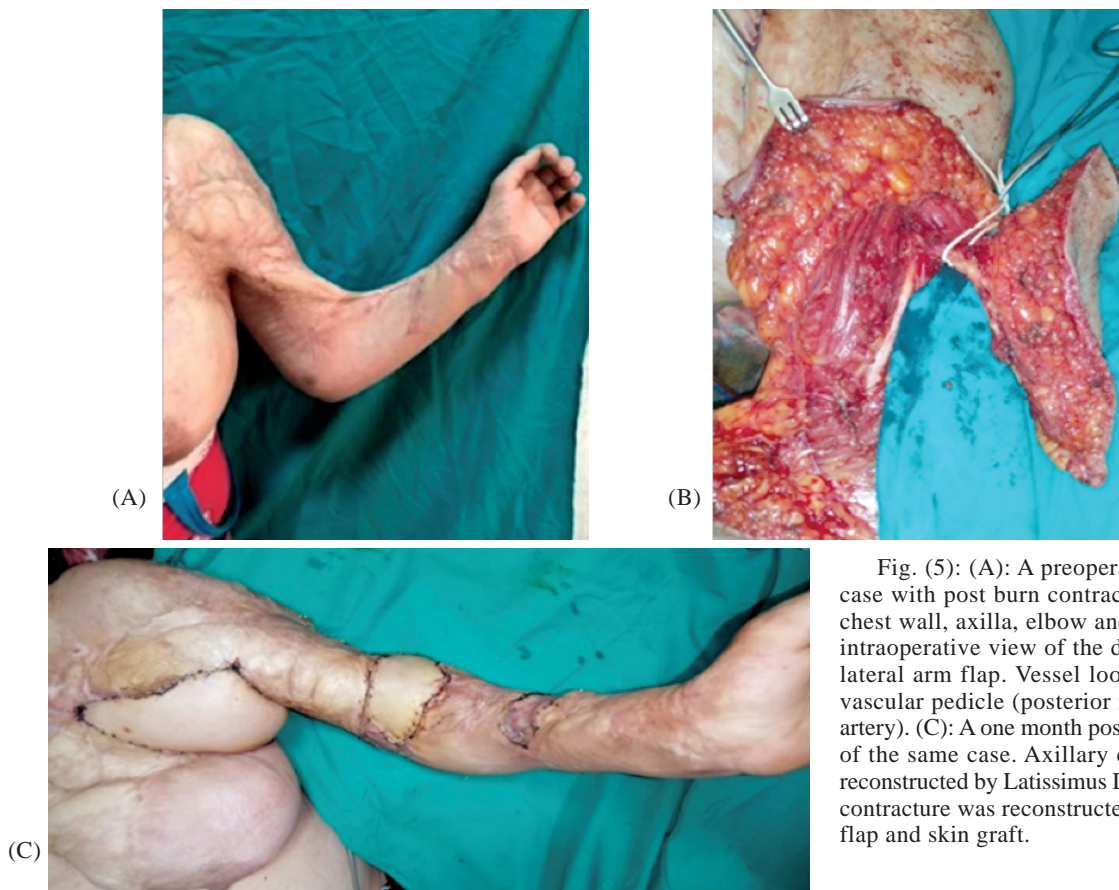 (A)
(B)
(C)
Fig. (5): (A): A preoper
case with post burn contrac
chest wall, axilla, elbow and
intraoperative view of the d
lateral arm flap. Vessel loo
vascular pedicle (posterior
artery). (C): A one month pos
of the same case. Axillary
reconstructed by Latissimus
contracture was reconstructe
flap and skin graft.